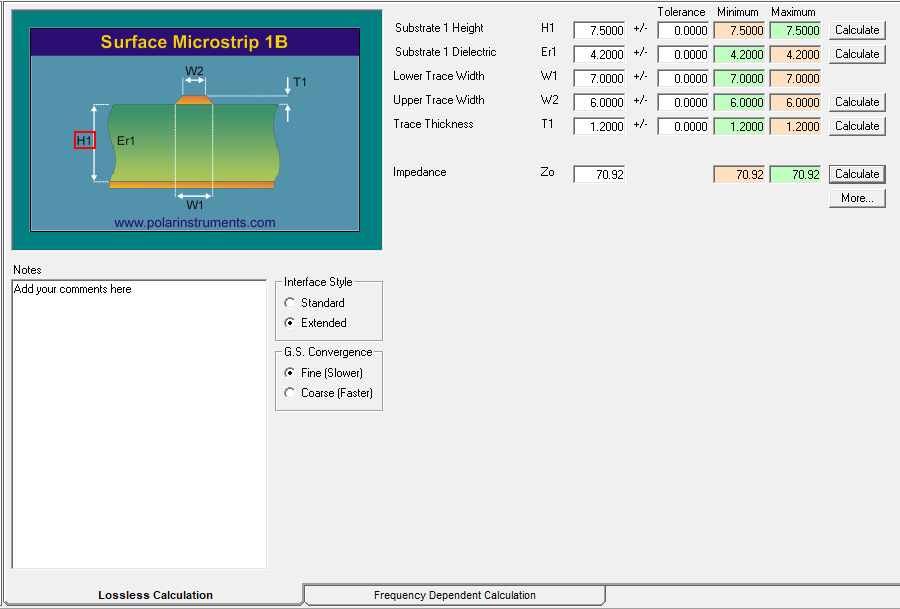 Surface Microstrip 1B
W2
T1
H1
Er1
W1
www.polarinstruments.com
Tolerance Minimum Maximum
Substrate 1 Height H1 7.5000 +/- 0.0000 7.5000 7.5000 Calculate
Substrate 1 Dielectric Er1 4.2000 +/- 0.0000 4.2000 4.2000 Calculate
Lower Trace Width W1 7.0000 +/- 0.0000 7.0000 7.0000
Upper Trace Width W2 6.0000 +/- 0.0000 6.0000 6.0000 Calculate
Trace Thickness T1 1.2000 +/- 0.0000 1.2000 1.2000 Calculate
Impedance Zo 70.92 70.92 70.92 Calculate
More...
Notes
Add your comments here
Interface Style
Standard
Extended
G.S. Convergence
Fine (Slower)
Coarse (Faster)
Lossless Calculation
Frequency Dependent Calculation